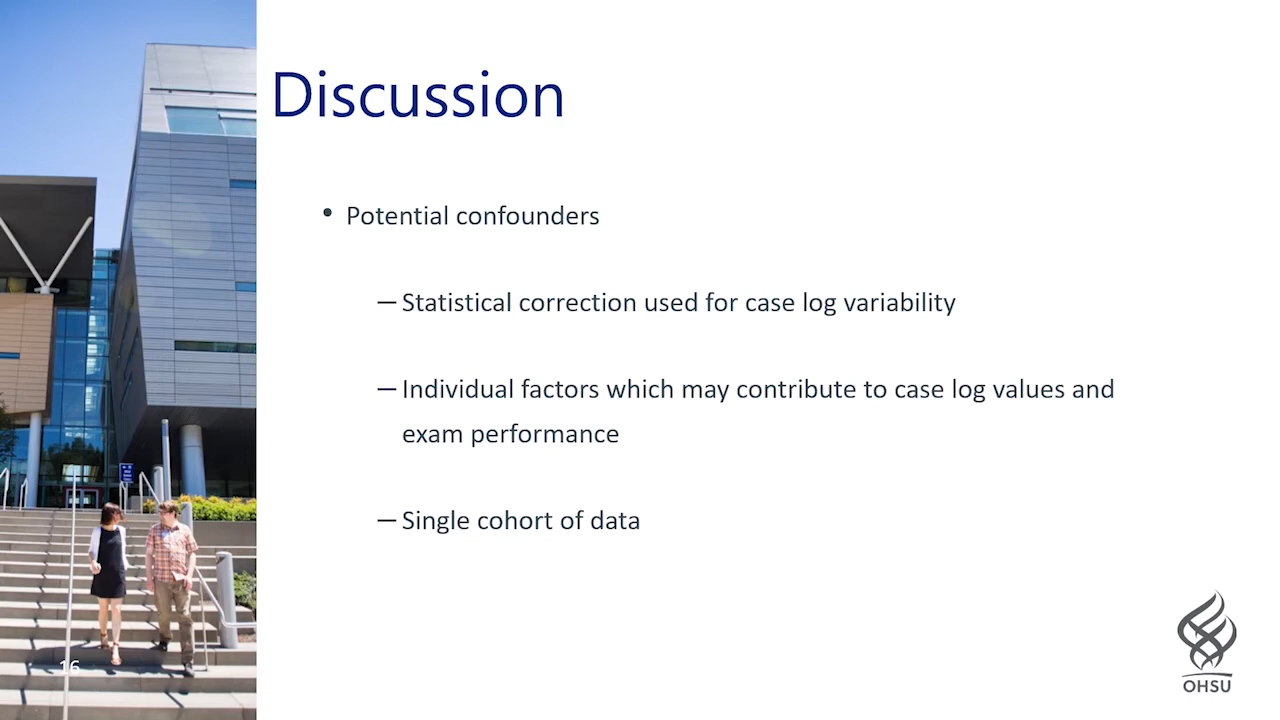 Discussion
• Potential confounders
– Statistical correction used for case log variability
– Individual factors which may contribute to case log values and
exam performance
– Single cohort of data
16
OHSU